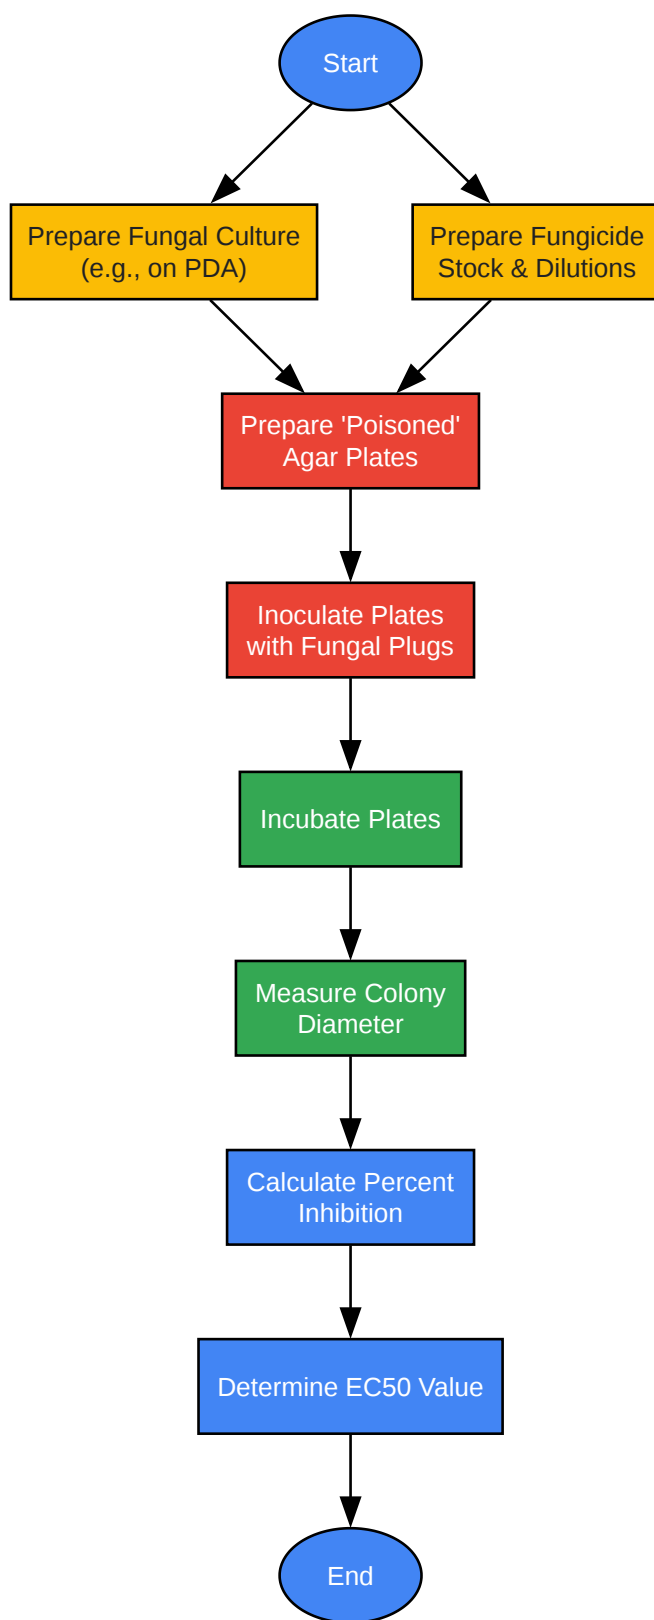 Start
Prepare Fungal Culture
(e.g., on PDA)
Prepare Fungicide
Stock & Dilutions
Prepare 'Poisoned'
Agar Plates
Inoculate Plates
with Fungal Plugs
Incubate Plates
Measure Colony
Diameter
Calculate Percent
Inhibition
Determine EC50 Value
End